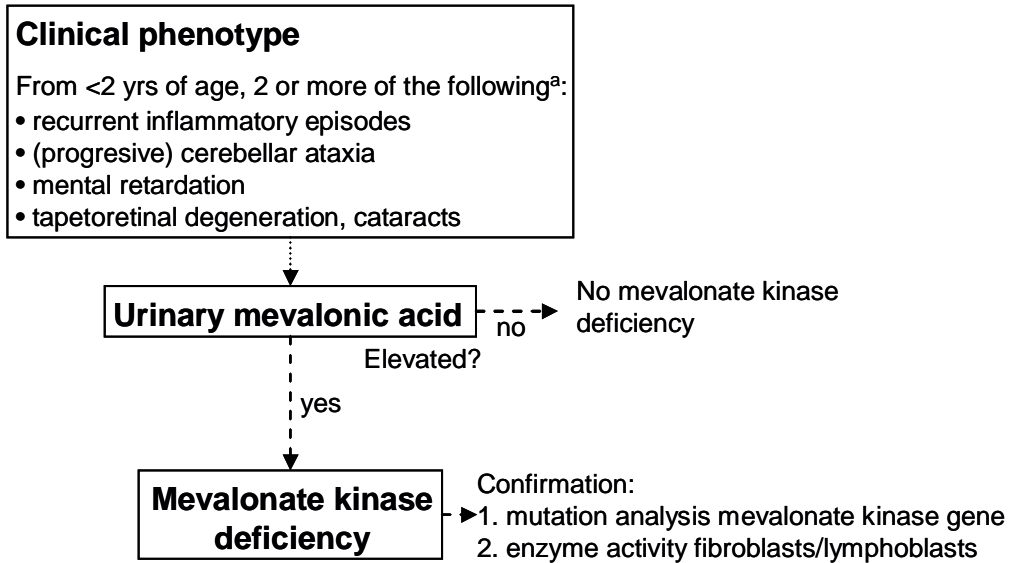 Clinical phenotype
From <2 yrs of age, 2 or more of the followingª:
• recurrent inflammatory episodes
• (progresive) cerebellar ataxia
• mental retardation
• tapetoretinal degeneration, cataracts
Urinary mevalonic acid
no
No mevalonate kinase
deficiency
Elevated?
yes
Mevalonate kinase
deficiency
Confirmation:
1. mutation analysis mevalonate kinase gene
2. enzyme activity fibroblasts/lymphoblasts